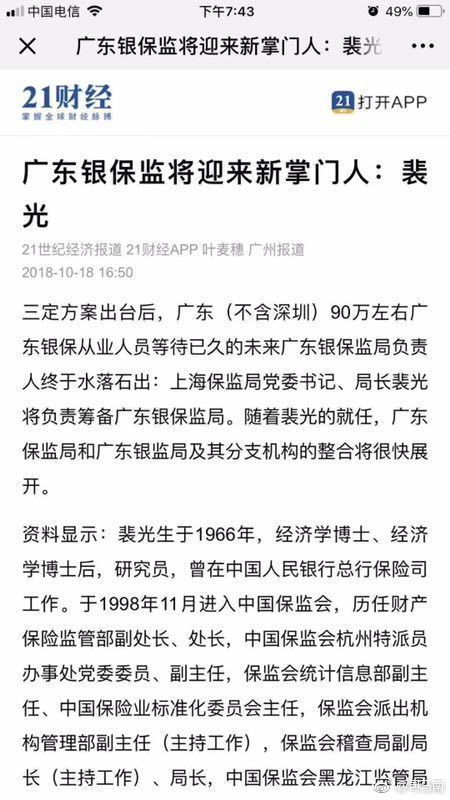 中国电信
下午7:43
49%
广东银保监将迎来新掌门人：裴光
21财经
掌握全球财经脉搏
21 打开APP
广东银保监将迎来新掌门人：裴
光
21世纪经济报道 21财经APP 叶麦穗 广州报道
2018-10-18 16:50
三定方案出台后，广东（不含深圳）90万左右广
东银保从业人员等待已久的未来广东银保监局负责
人终于水落石出：上海保监局党委书记、局长裴光
将负责筹备广东银保监局。随着裴光的就任，广东
保监局和广东银监局及其分支机构的整合将很快展
开。
资料显示：裴光生于1966年，经济学博士、经济
学博士后，研究员，曾在中国人民银行总行保险司
工作。于1998年11月进入中国保监会，历任财产
保险监管部副处长、处长，中国保监会杭州特派员
办事处党委委员、副主任，保监会统计信息部副主
任、中国保险业标准化委员会主任，保监会派出机
构管理部副主任（主持工作），保监会稽查局副局
长（主持工作）、局长，中国保监会黑龙江监管局